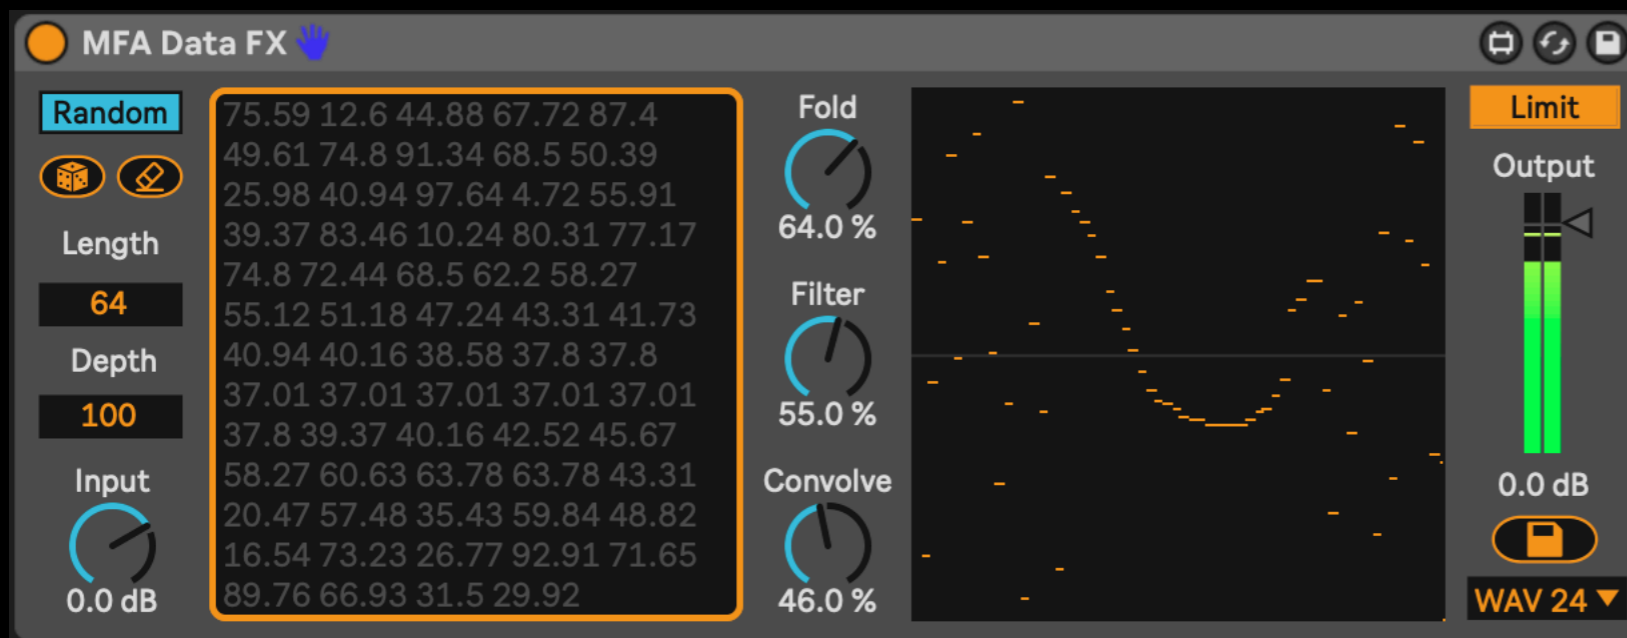 MFA Data FX
Random
Length
64
Depth
100
Input
0.0 dB
75.59 12.6 44.88 67.72 87.4
49.61 74.8 91.34 68.5 50.39
25.98 40.94 97.64 4.72 55.91
39.37 83.46 10.24 80.31 77.17
74.8 72.44 68.5 62.2 58.27
55.12 51.18 47.24 43.31 41.73
40.94 40.16 38.58 37.8 37.8
37.01 37.01 37.01 37.01 37.01
37.8 39.37 40.16 42.52 45.67
58.27 60.63 63.78 63.78 43.31
20.47 57.48 35.43 59.84 48.82
16.54 73.23 26.77 92.91 71.65
89.76 66.93 31.5 29.92
Fold
64.0 %
Filter
55.0 %
Convolve
46.0 %
Limit
Output
0.0 dB
WAV 24